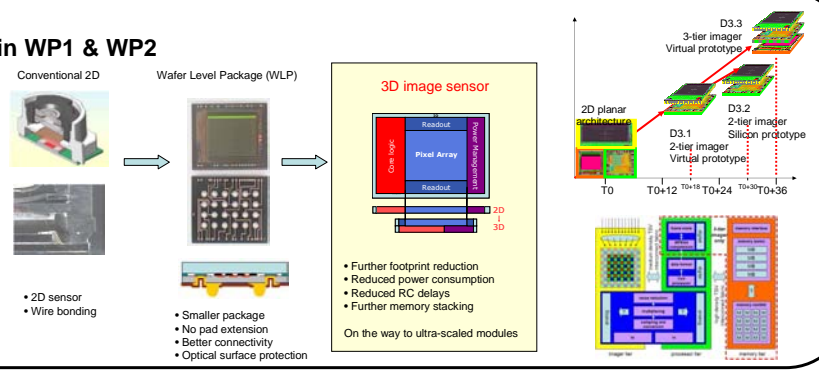 in WP1 & WP2
Conventional 2D
• 2D sensor
• Wire bonding
Wafer Level Package (WLP)
• Smaller package
• No pad extension
• Better connectivity
• Optical surface protection
3D image sensor
Readout
Core logic
Pixel Array
Power Management
Readout
2D
3D
• Further footprint reduction
• Reduced power consumption
• Reduced RC delays
• Further memory stacking
On the way to ultra-scaled modules
D3.3
3-tier imager
Virtual prototype
2D planar
architecture
D3.2
2-tier imager
Silicon prototype
D3.1
2-tier imager
Virtual prototype
T0
T0+12
T0+18
T0+24
T0+30
T0+36
imager tier
processor tier
memory tier